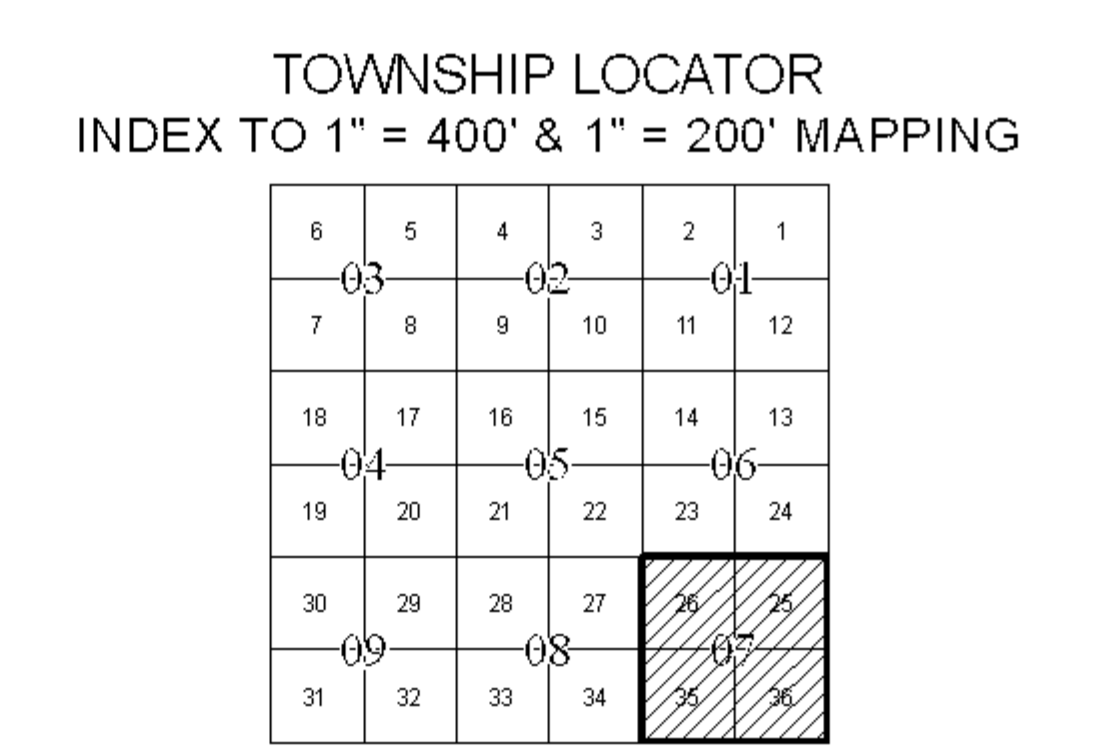 TOWNSHIP LOCATOR
INDEX TO 1" = 400' & 1" = 200' MAPPING
6 5 4 3 2 1
03 02 01
7 8 9 10 11 12
18 17 16 15 14 13
04 05 06
19 20 21 22 23 24
30 29 28 27 26 25
09 08 07
31 32 33 34 35 36